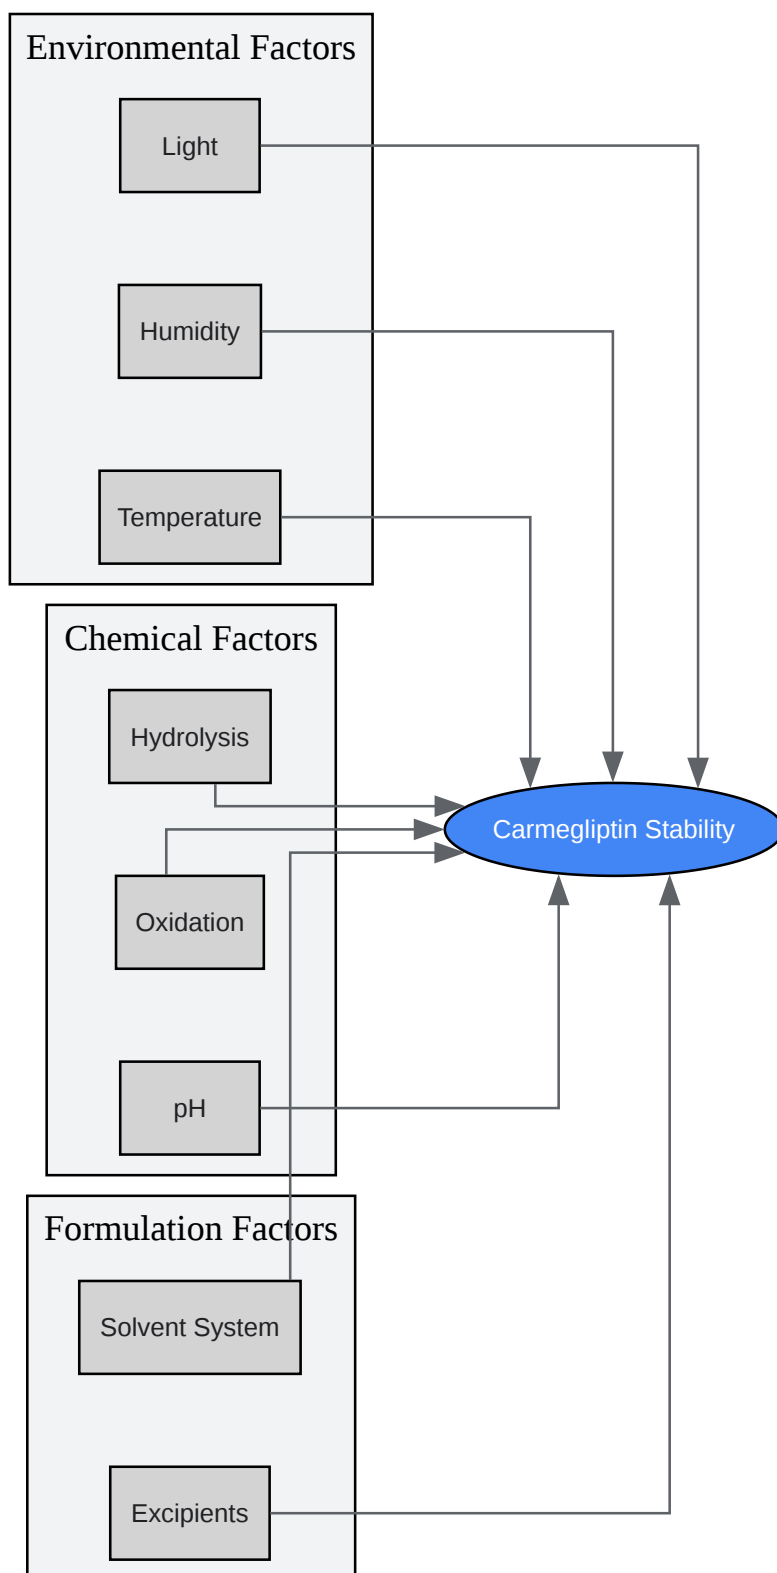 Environmental Factors
Light
Humidity
Temperature
Chemical Factors
Hydrolysis
Carmegliptin Stability
Oxidation
pH
Formulation Factors
Solvent System
Excipients